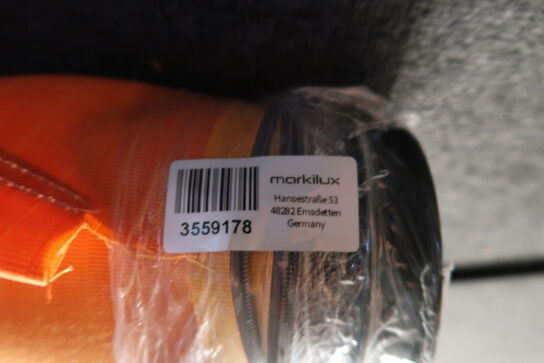 markilux
Hansestraße 53
48282 Emsdetten
Germany
3559178